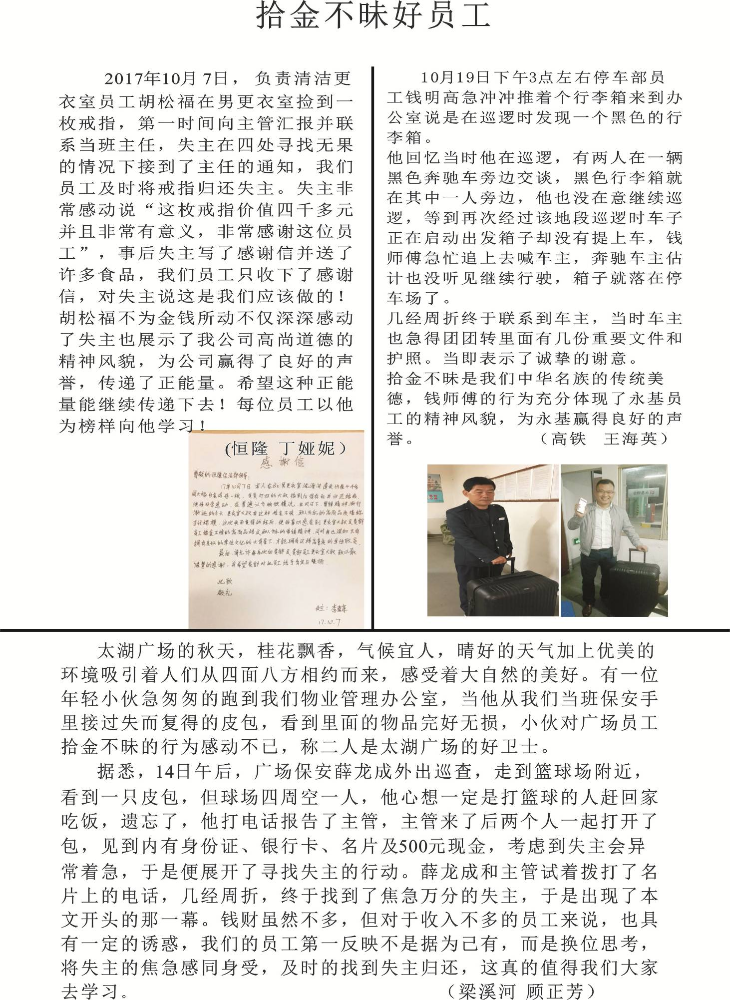 拾金不昧好员工
2017年10月7日，负责清洁更
衣室员工胡松福在男更衣室捡到一
枚戒指，第一时间向主管汇报并联
系当班主任，失主在四处寻找无果
的情况下接到了主任的通知，我们
员工及时将戒指归还失主。失主非
常感动说“这枚戒指价值四千多元
并且非常有意义，非常感谢这位员
工”，事后失主写了感谢信并送了
许多食品，我们员工只收下了感谢
信，对失主说这是我们应该做的！
胡松福不为金钱所动不仅深深感动
了失主也展示了我公司高尚道德的
精神风貌，为公司赢得了良好的声
誉，传递了正能量。希望这种正能
量能继续传递下去！每位员工以他
为榜样向他学习！
(恒隆 丁娅妮）
感谢信
尊敬的恒隆保洁部领导：
最后，请允许我再次向贵部及贵部员工更衣室大叔致以最
诚挚的感谢，并希望贵部对此员工给予肯定与表扬
此致
敬礼
17.10.7
10月19日下午3点左右停车部员
工钱明高急冲冲推着个行李箱来到办
公室说是在巡逻时发现一个黑色的行
李箱。
他回忆当时他在巡逻，有两人在一辆
黑色奔驰车旁边交谈，黑色行李箱就
在其中一人旁边，他也没在意继续巡
逻，等到再次经过该地段巡逻时车子
正在启动出发箱子却没有提上车，钱
师傅急忙追上去喊车主，奔驰车主估
计也没听见继续行驶，箱子就落在停
车场了。
几经周折终于联系到车主，当时车主
也急得团团转里面有几份重要文件和
护照。当即表示了诚挚的谢意。
拾金不昧是我们中华名族的传统美
德，钱师傅的行为充分体现了永基员
工的精神风貌，为永基赢得良好的声
誉。（高铁 王海英）
太湖广场的秋天，桂花飘香，气候宜人，晴好的天气加上优美的
环境吸引着人们从四面八方相约而来，感受着大自然的美好。有一位
年轻小伙急匆匆的跑到我们物业管理办公室，当他从我们当班保安手
里接过失而复得的皮包，看到里面的物品完好无损，小伙对广场员工
拾金不昧的行为感动不已，称二人是太湖广场的好卫士。
据悉，14日午后，广场保安薛龙成外出巡查，走到篮球场附近，
看到一只皮包，但球场四周空一人，他心想一定是打篮球的人赶回家
吃饭，遗忘了，他打电话报告了主管，主管来了后两个人一起打开了
包，见到内有身份证、银行卡、名片及500元现金，考虑到失主会异
常着急，于是便展开了寻找失主的行动。薛龙成和主管试着拨打了名
片上的电话，几经周折，终于找到了焦急万分的失主，于是出现了本
文开头的那一幕。钱财虽然不多，但对于收入不多的员工来说，也具
有一定的诱惑，我们的员工第一反映不是据为己有，而是换位思考，
将失主的焦急感同身受，及时的找到失主归还，这真的值得我们大家
去学习。（梁溪河 顾正芳）